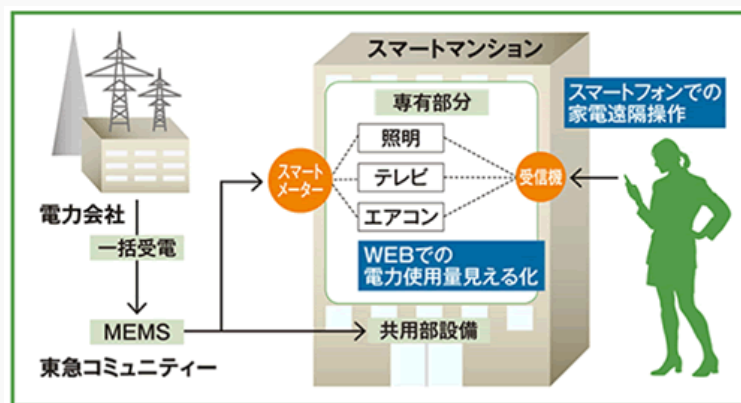 スマートマンション
専有部分
照明
テレビ
エアコン
スマート
メーター
受信機
スマートフォンでの
家電遠隔操作
WEBでの
電力使用量見える化
電力会社
一括受電
MEMS
東急コミュニティー
共用部設備